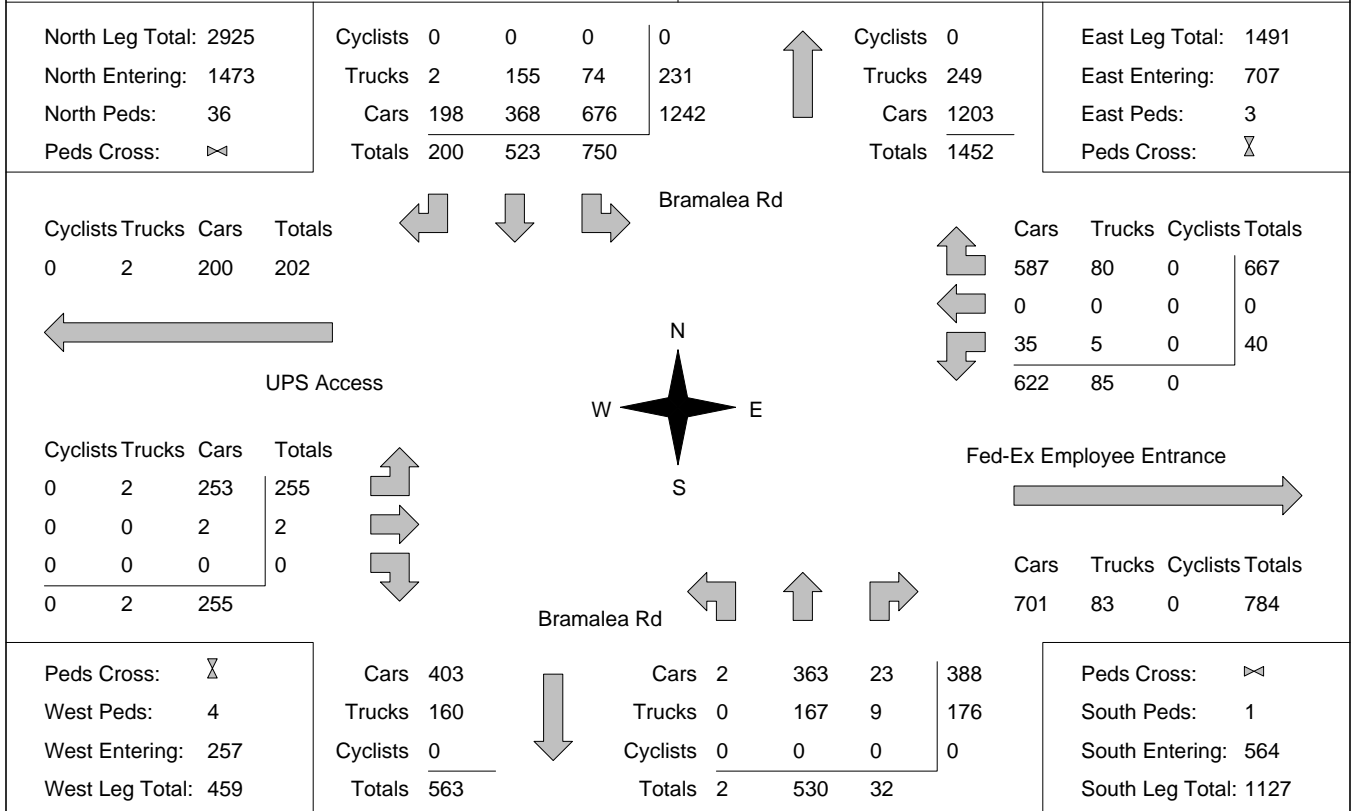 North Leg Total: 2925
North Entering: 1473
North Peds: 36
Peds Cross:
Cyclists 0 0 0 0
Trucks 2 155 74 231
Cars 198 368 676 1242
Totals 200 523 750
Cyclists 0
Trucks 249
Cars 1203
Totals 1452
East Leg Total: 1491
East Entering: 707
East Peds: 3
Peds Cross:
Bramalea Rd
Cyclists Trucks Cars Totals
0 2 200 202
Cars Trucks Cyclists Totals
587 80 0 667
0 0 0 0
35 5 0 40
622 85 0
UPS Access
N
W E
S
Cyclists Trucks Cars Totals
0 2 253 255
0 0 2 2
0 0 0 0
0 2 255
Fed-Ex Employee Entrance
Cars Trucks Cyclists Totals
701 83 0 784
Bramalea Rd
Peds Cross:
West Peds: 4
West Entering: 257
West Leg Total: 459
Cars 403
Trucks 160
Cyclists 0
Totals 563
Cars 2 363 23 388
Trucks 0 167 9 176
Cyclists 0 0 0 0
Totals 2 530 32
Peds Cross:
South Peds: 1
South Entering: 564
South Leg Total: 1127